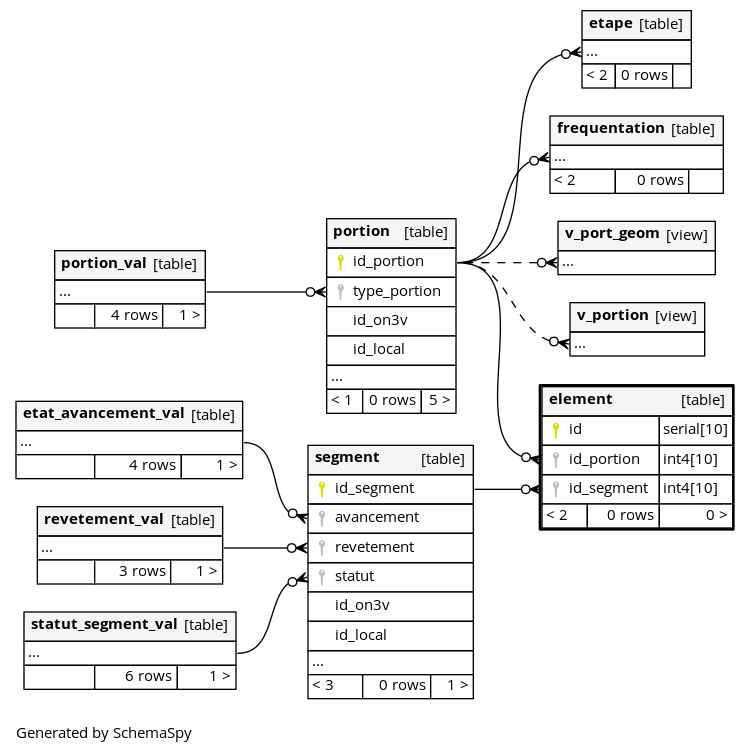 etape [table]
...
< 2 0 rows
frequentation [table]
...
< 2 0 rows
portion [table]
id_portion
type_portion
id_on3v
id_local
...
< 1 0 rows 5 >
v_port_geom [view]
...
portion_val [table]
...
4 rows 1 >
v_portion [view]
...
element [table]
id serial[10]
id_portion int4[10]
id_segment int4[10]
< 2 0 rows 0 >
etat_avancement_val [table]
...
4 rows 1 >
segment [table]
id_segment
avancement
revetement
statut
id_on3v
id_local
...
< 3 0 rows 1 >
revetement_val [table]
...
3 rows 1 >
statut_segment_val [table]
...
6 rows 1 >
Generated by SchemaSpy